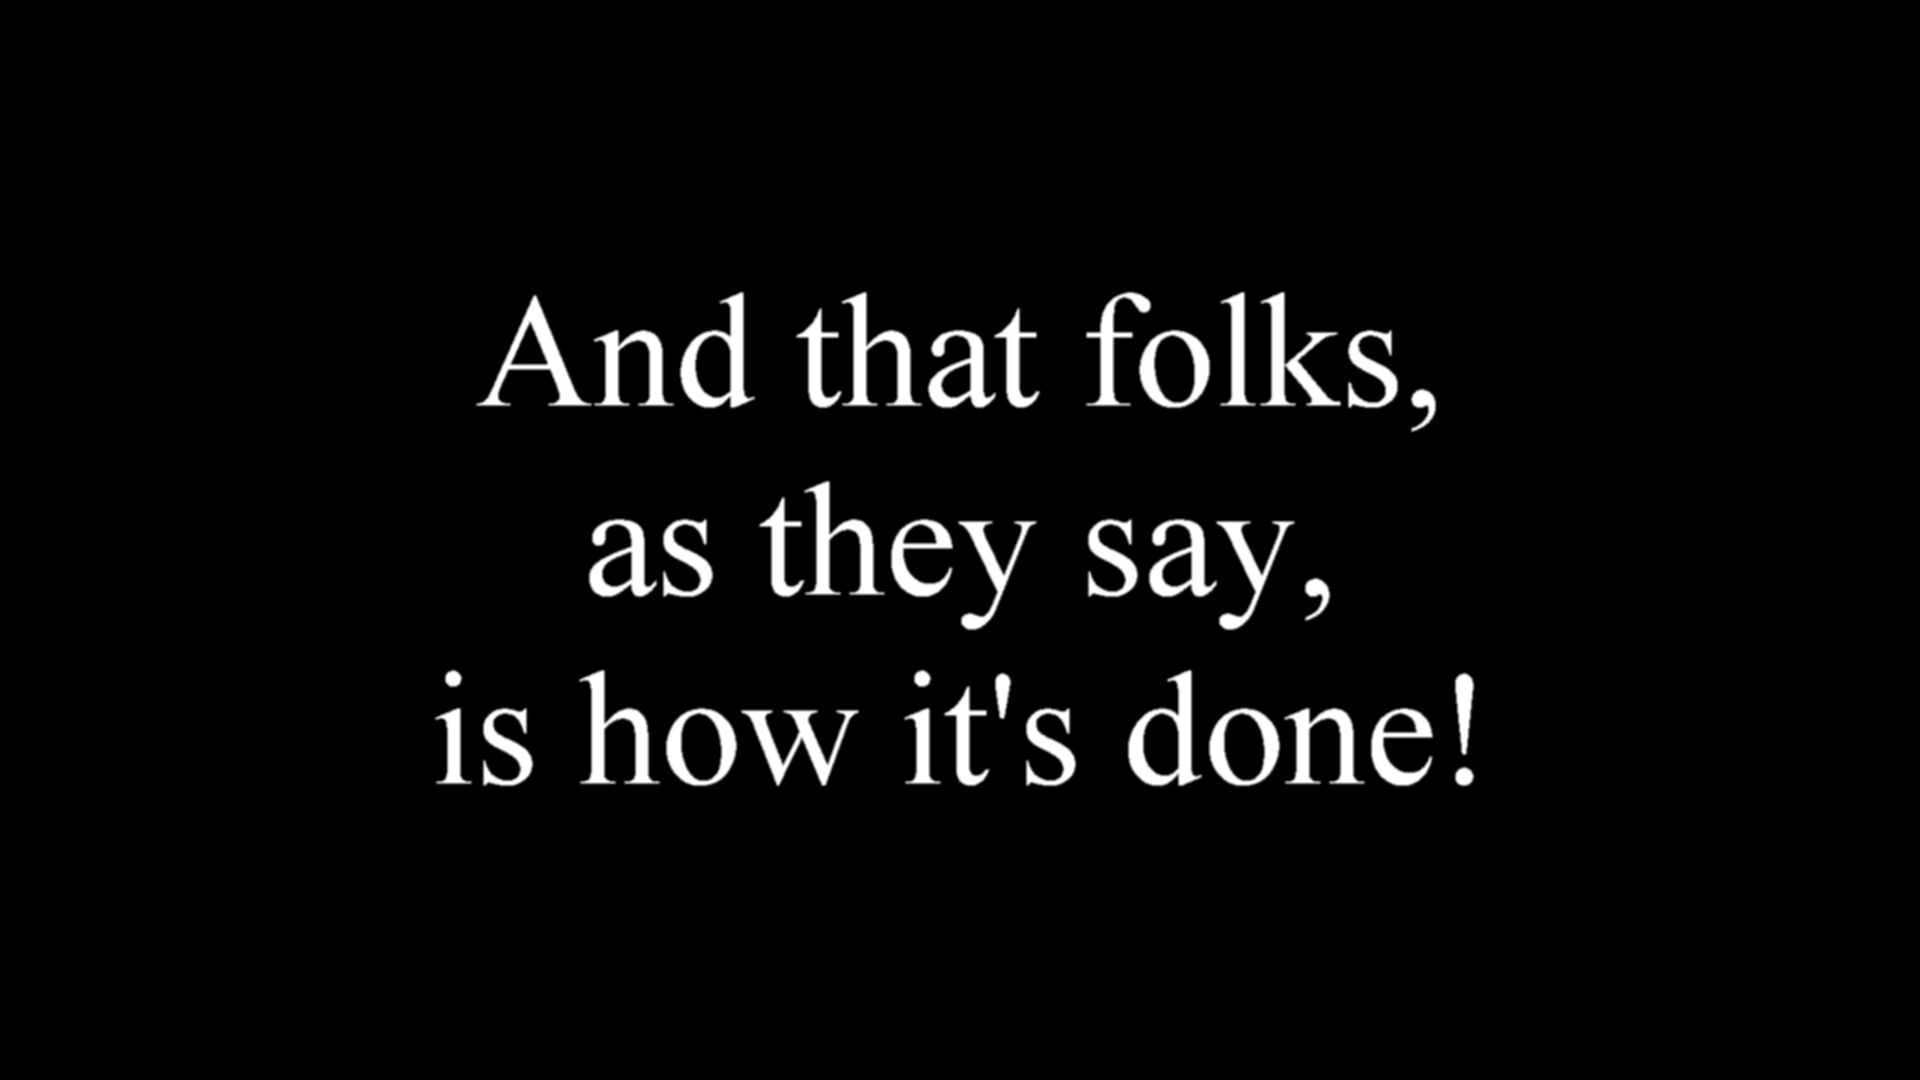 And that folks,
as they say,
is how it's done!